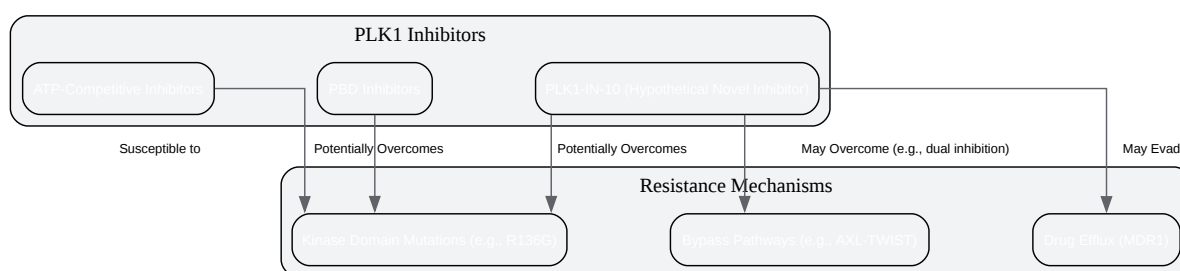 PLK1 Inhibitors
ATP-Competitive Inhibitors
PBD Inhibitors
PLK1-IN-10 (Hypothetical Novel Inhibitor)
Susceptible to
Potentially Overcomes
Potentially Overcomes
May Overcome (e.g., dual inhibition)
May Evad
Resistance Mechanisms
Kinase Domain Mutations (e.g., R136G)
Bypass Pathways (e.g., AXL-TWIST)
Drug Efflux (MDR1)